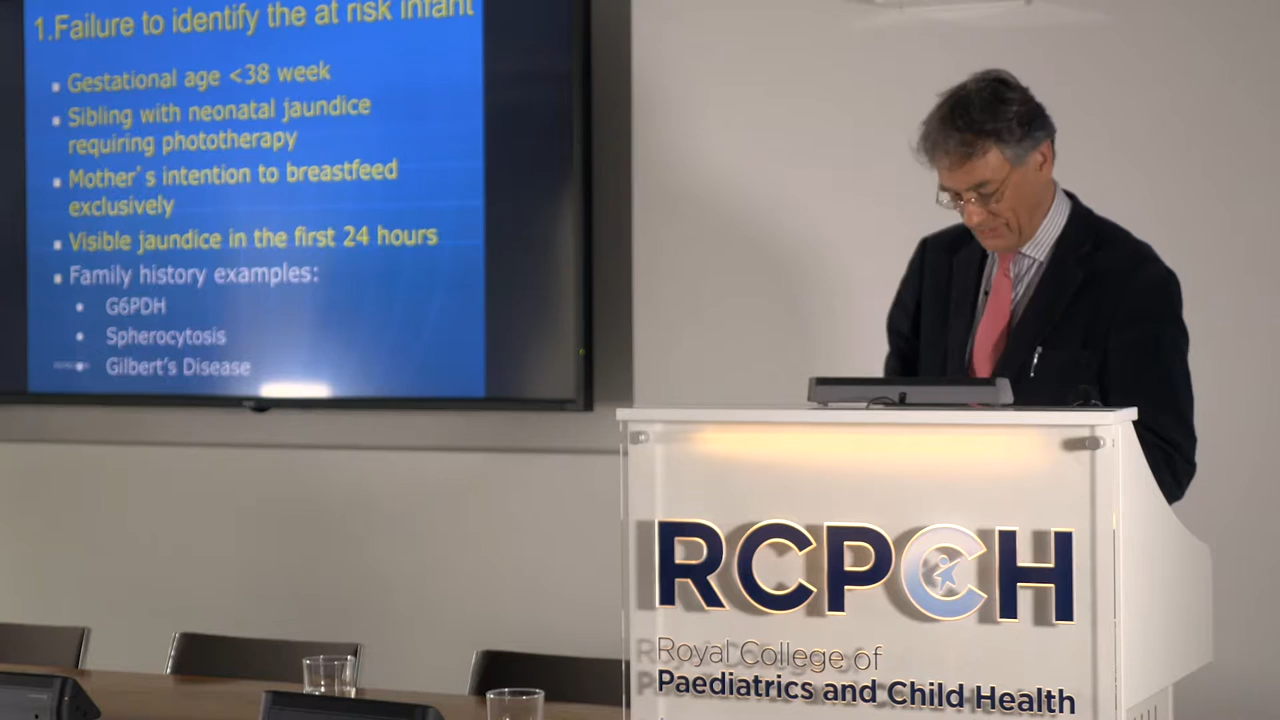 1.Failure to identify the at risk infant
Gestational age <38 week
Sibling with neonatal jaundice
requiring phototherapy
Mother's intention to breastfeed
exclusively
Visible jaundice in the first 24 hours
Family history examples:
G6PDH
Spherocytosis
Gilbert's Disease
RCPCH
Royal College of
Paediatrics and Child Health